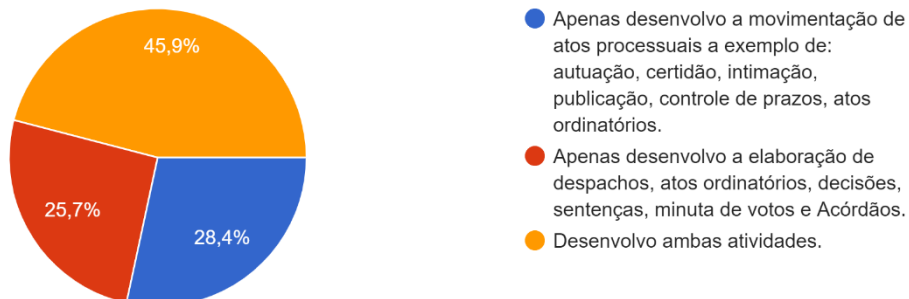 45,9%
25,7%
28,4%
Apenas desenvolvo a movimentação de
atos processuais a exemplo de:
autuação, certidão, intimação,
publicação, controle de prazos, atos
ordinatórios.
Apenas desenvolvo a elaboração de
despachos, atos ordinatórios, decisões,
sentenças, minuta de votos e Acórdãos.
Desenvolvo ambas atividades.